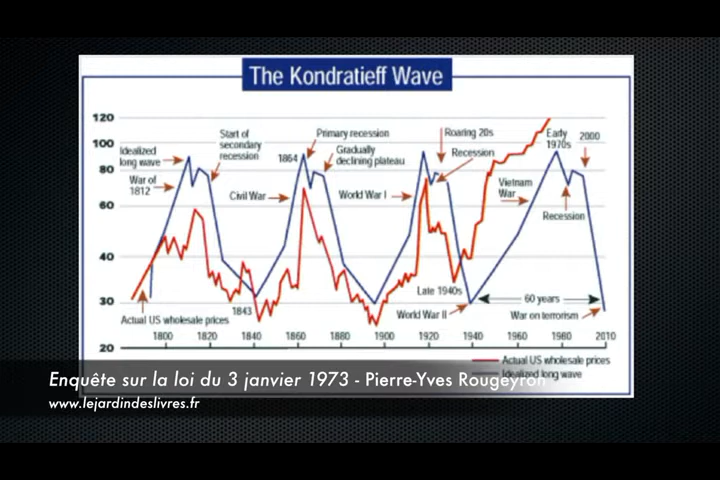 The Kondratieff Wave
120
100
80
60
40
30
20
Idealized
long wave
War of
1812
Start of
secondary
recession
1864
Primary recession
Gradually
declining plateau
Civil War
World War I
Roaring 20s
Recession
Early
1970s
2000
Vietnam
War
Recession
Late 1940s
60 years
World War II
War on terrorism
Actual US wholesale prices
1843
1800 1820 1840 1860 1880 1900 1920 1940 1960 1980 2010
Actual US wholesale prices
Idealized long wave
Enquête sur la loi du 3 janvier 1973 - Pierre-Yves Rougeyron
www.lejardindeslivres.fr